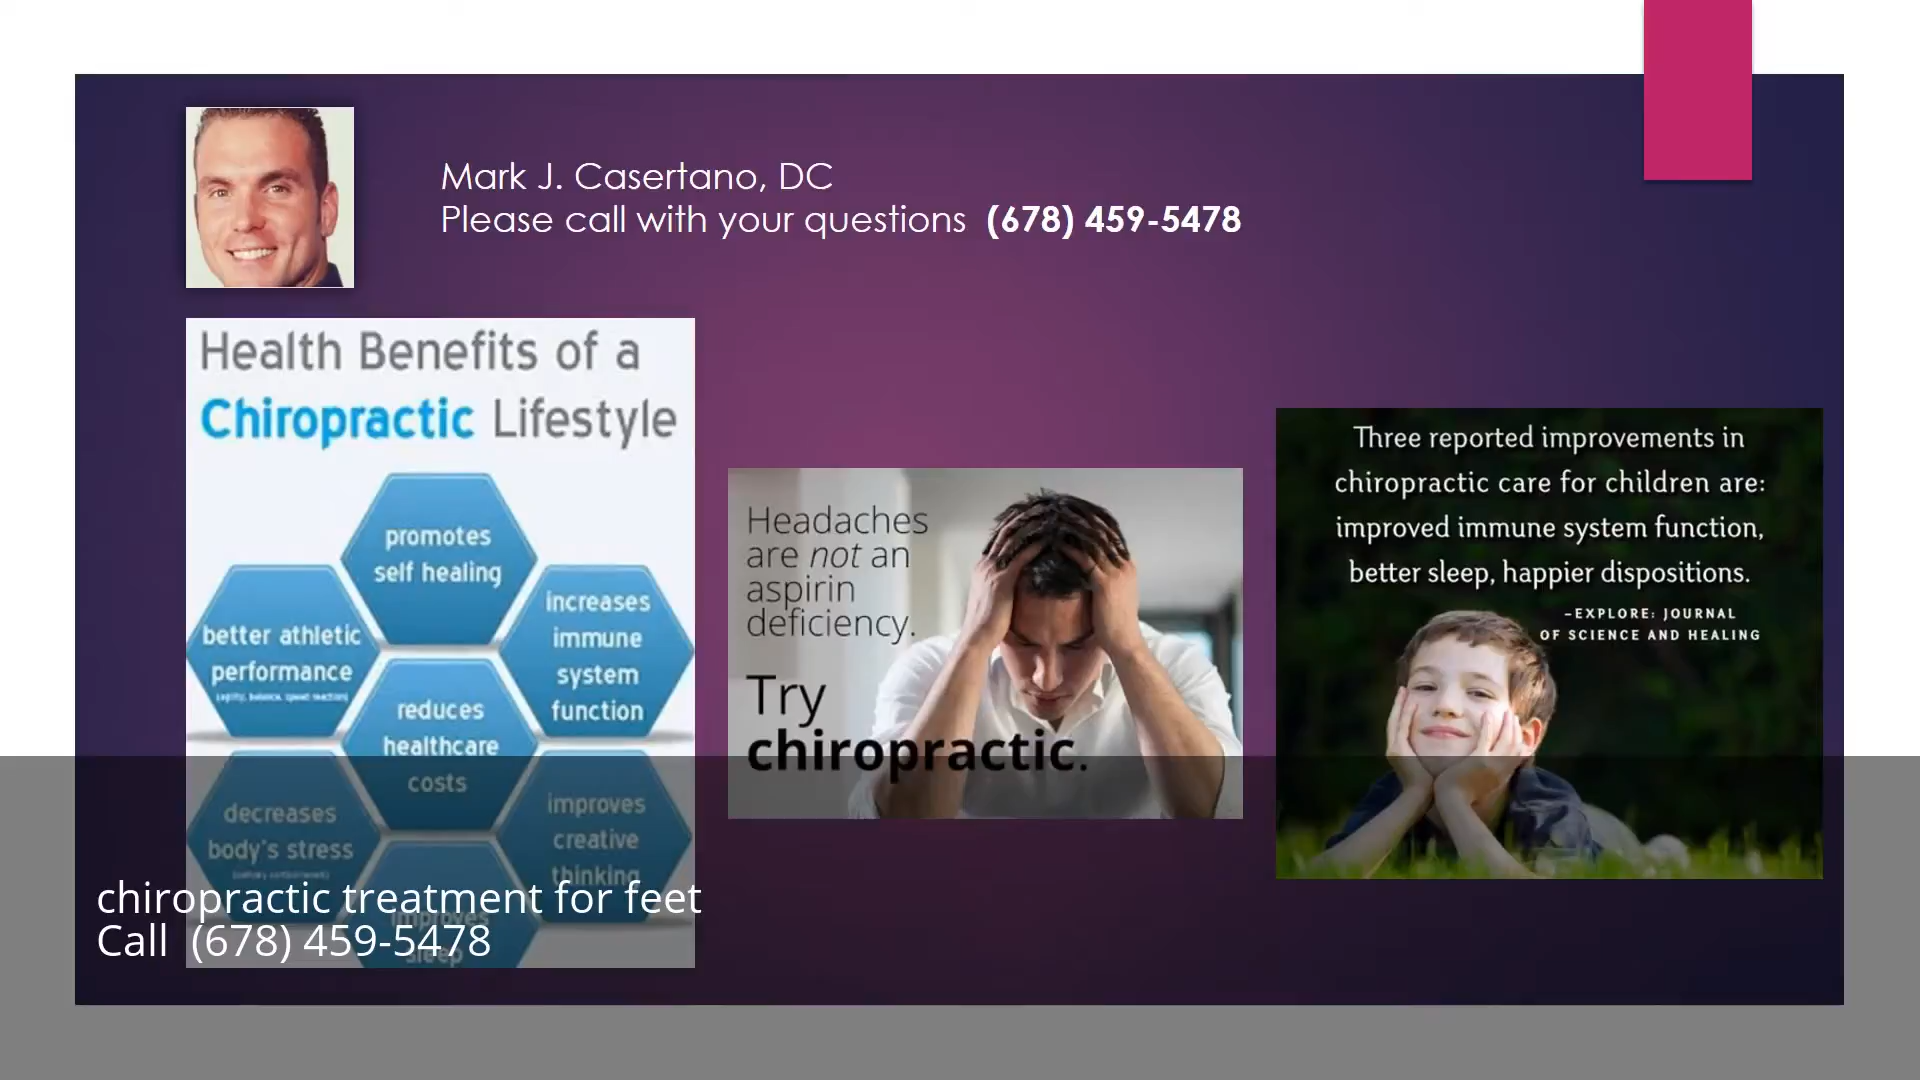 Mark J. Casertano, DC
Please call with your questions (678) 459-5478
Health Benefits of a
Chiropractic Lifestyle
promotes
self healing
better athletic
performance
increases
immune
system
function
reduces
healthcare
costs
decreases
body's stress
improves
creative
thinking
improves
sleep
Headaches
are not an
aspirin
deficiency.
Try
chiropractic.
Three reported improvements in
chiropractic care for children are:
improved immune system function,
better sleep, happier dispositions.
–EXPLORE: JOURNAL
OF SCIENCE AND HEALING
chiropractic treatment for feet
Call (678) 459-5478